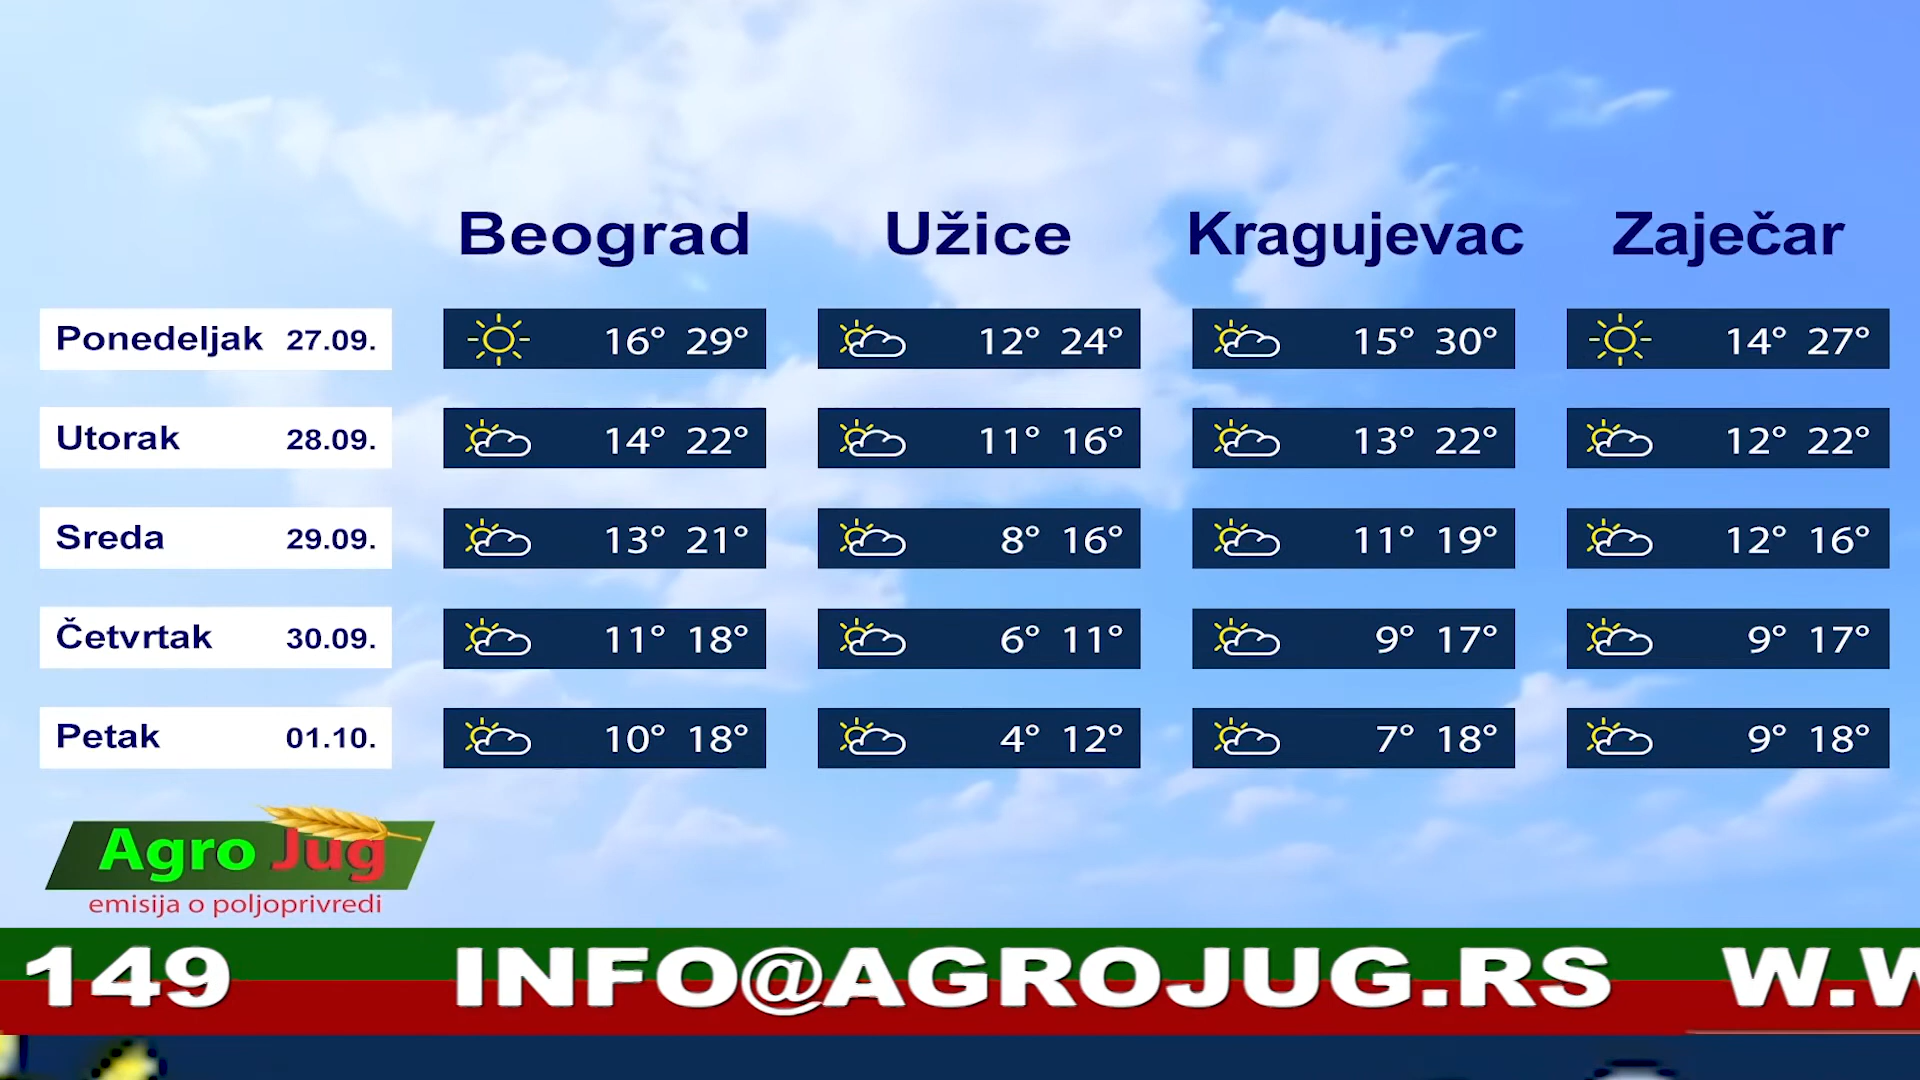 Beograd Užice Kragujevac Zaječar
Ponedeljak 27.09. 16° 29° 12° 24° 15° 30° 14° 27°
Utorak 28.09. 14° 22° 11° 16° 13° 22° 12° 22°
Sreda 29.09. 13° 21° 8° 16° 11° 19° 12° 16°
Četvrtak 30.09. 11° 18° 6° 11° 9° 17° 9° 17°
Petak 01.10. 10° 18° 4° 12° 7° 18° 9° 18°
Agro Jug
emisija o poljoprivredi
149 INFO@AGROJUG.RS W.W